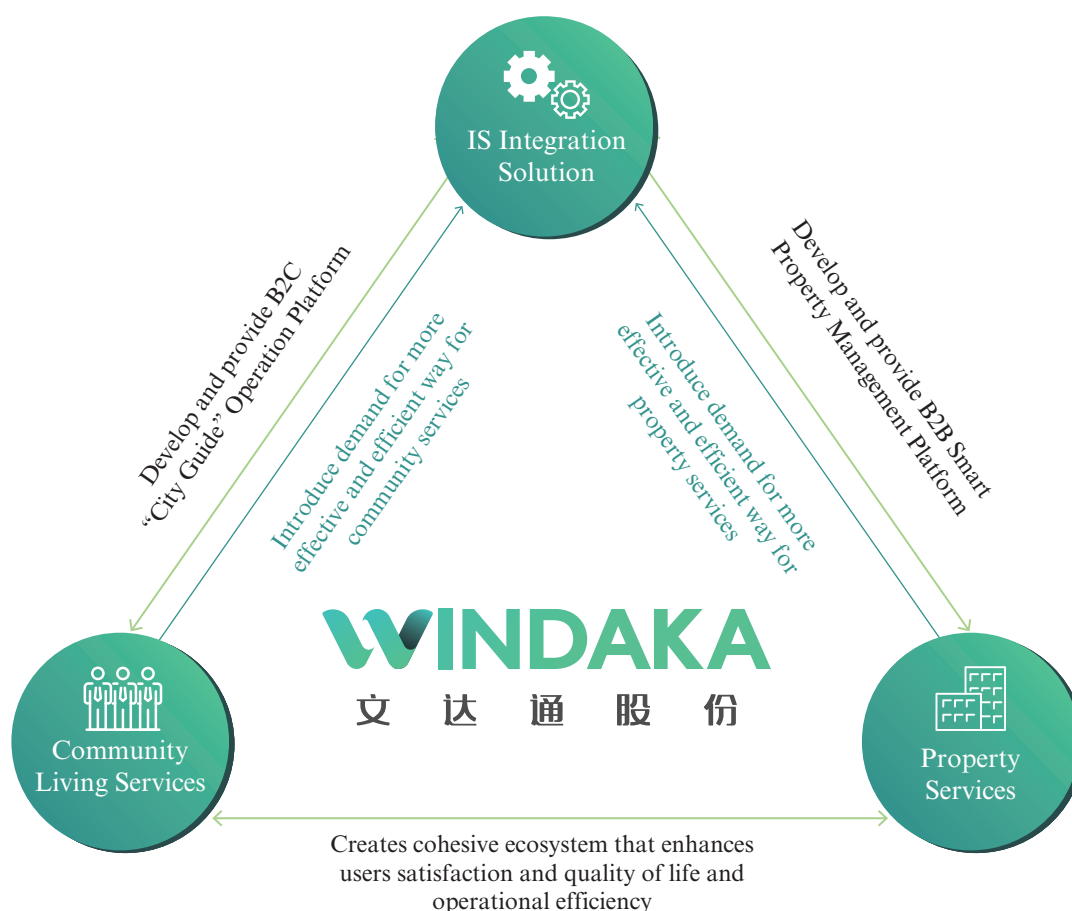 IS Integration
Solution
Develop and provide B2C
“City Guide” Operation Platform
Introduce demand for more
effective and efficient way for
community services
Introduce demand for more
effective and efficient way for
property services
Develop and provide B2B Smart
Property Management Platform
WINDAKA
文达通股份
Community
Living Services
Property
Services
Creates cohesive ecosystem that enhances
users satisfaction and quality of life and
operational efficiency